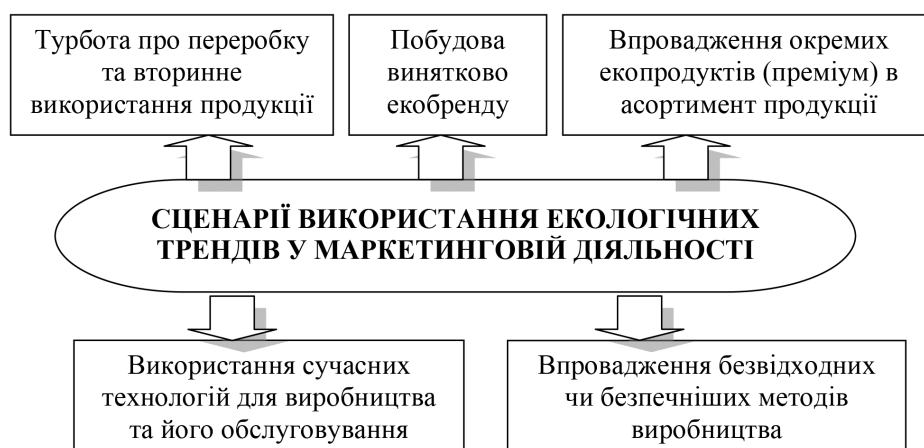 Турбота про переробку
та вторинне
використання продукції
Побудова
винятково
екобренду
Впровадження окремих
екопродуктів (преміум) в
асортимент продукції
СЦЕНАРІЇ ВИКОРИСТАННЯ ЕКОЛОГІЧНИХ
ТРЕНДІВ У МАРКЕТИНГОВІЙ ДІЯЛЬНОСТІ
Використання сучасних
технологій для виробництва
та його обслуговування
Впровадження безвідходних
чи безпечніших методів
виробництва